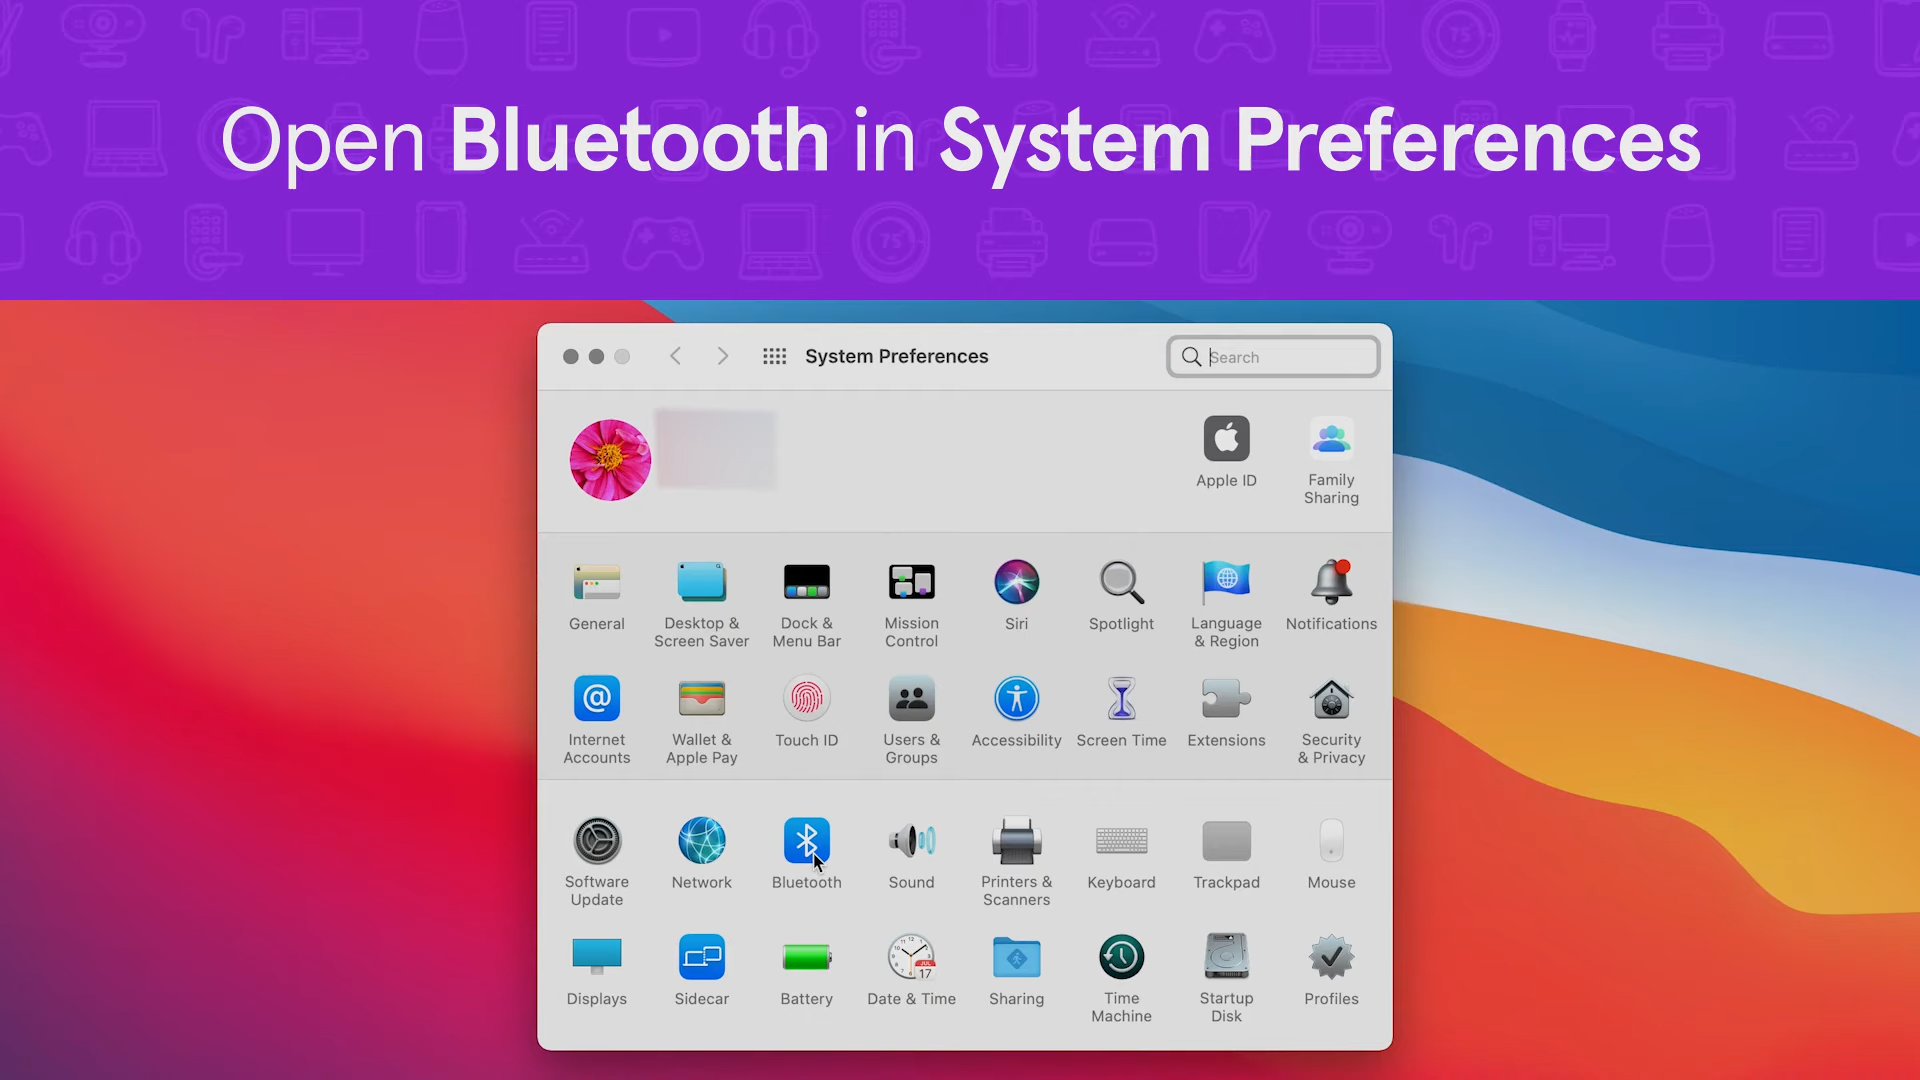 Open Bluetooth in System Preferences
System Preferences
Search
Apple ID
Family
Sharing
General
Desktop &
Screen Saver
Dock &
Menu Bar
Mission
Control
Siri
Spotlight
Language
& Region
Notifications
Internet
Accounts
Wallet &
Apple Pay
Touch ID
Users &
Groups
Accessibility
Screen Time
Extensions
Security
& Privacy
Software
Update
Network
Bluetooth
Sound
Printers &
Scanners
Keyboard
Trackpad
Mouse
Displays
Sidecar
Battery
JUL
17
Date & Time
Sharing
Time
Machine
Startup
Disk
Profiles